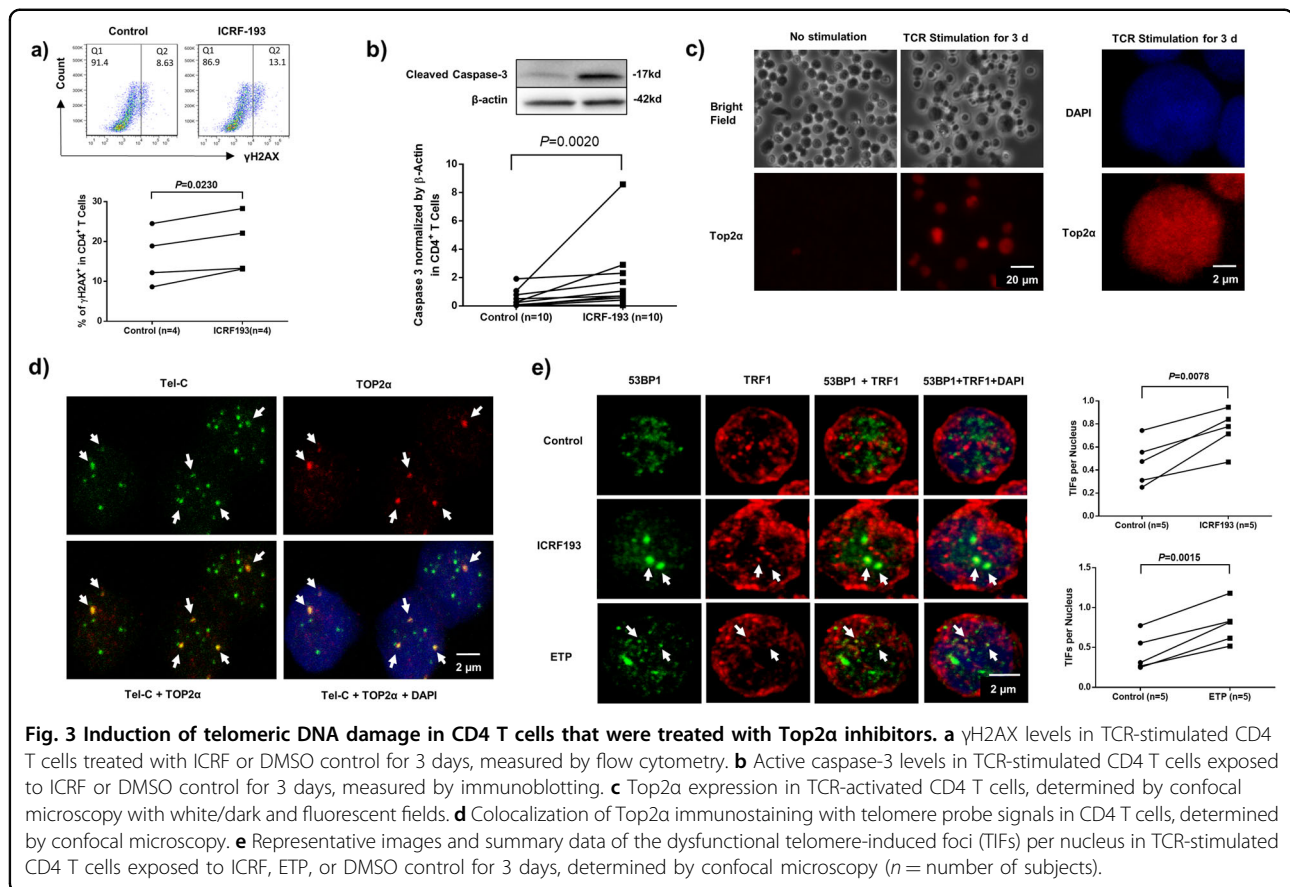 a)
Control
ICRF-193
Q1
91.4
Q2
8.63
Q1
86.9
Q2
13.1
Count
600K
500K
400K
300K
200K
100K
γH2AX
P=0.0230
% of γH2AX+ in CD4+ T Cells
30
20
10
0
Control (n=4)
ICRF193(n=4)
b)
Cleaved Caspase-3
-17kd
β-actin
-42kd
P=0.0020
Caspase 3 normalized by β-Actin
in CD4+ T Cells
10
8
6
4
2
0
Control (n=10)
ICRF-193 (n=10)
c)
No stimulation
TCR Stimulation for 3 d
TCR Stimulation for 3 d
Bright
Field
DAPI
Top2α
20 μm
Top2α
2 μm
d)
Tel-C
TOP2α
2 μm
Tel-C + TOP2α
Tel-C + TOP2α + DAPI
e)
53BP1
TRF1
53BP1 + TRF1
53BP1+TRF1+DAPI
Control
ICRF193
ETP
2 μm
P=0.0078
TIFs per Nucleus
1.0
0.8
0.6
0.4
0.2
0.0
Control (n=5)
ICRF193 (n=5)
P=0.0015
TIFs per Nucleus
1.5
1.0
0.5
0.0
Control (n=5)
ETP (n=5)
Fig. 3 Induction of telomeric DNA damage in CD4 T cells that were treated with Top2α inhibitors. a γH2AX levels in TCR-stimulated CD4
T cells treated with ICRF or DMSO control for 3 days, measured by flow cytometry. b Active caspase-3 levels in TCR-stimulated CD4 T cells exposed
to ICRF or DMSO control for 3 days, measured by immunoblotting. c Top2α expression in TCR-activated CD4 T cells, determined by confocal
microscopy with white/dark and fluorescent fields. d Colocalization of Top2α immunostaining with telomere probe signals in CD4 T cells, determined
by confocal microscopy. e Representative images and summary data of the dysfunctional telomere-induced foci (TIFs) per nucleus in TCR-stimulated
CD4 T cells exposed to ICRF, ETP, or DMSO control for 3 days, determined by confocal microscopy (n = number of subjects).